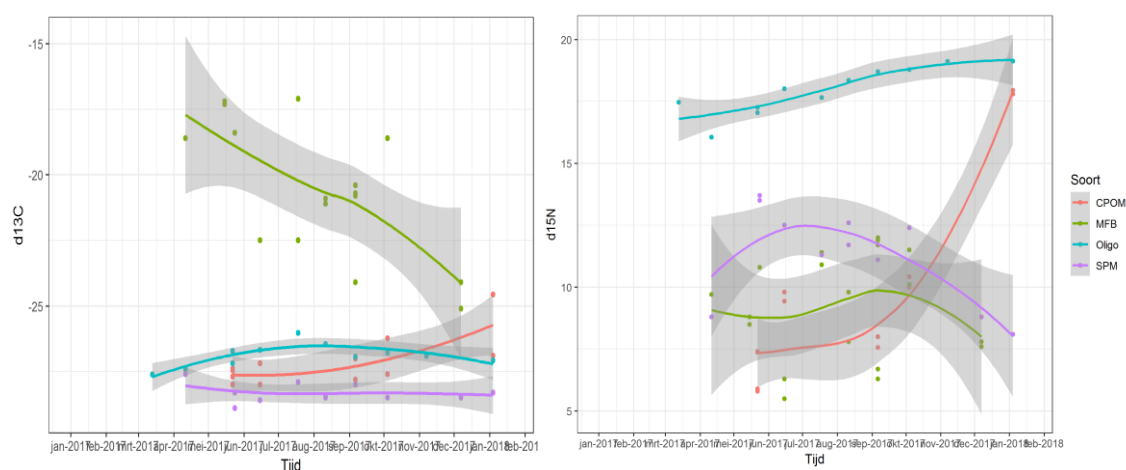 -15
-20
-25
d13C
jan-2017 feb-2017 mrt-2017 apr-2017 mei-2017 jun-2017 jul-2017 aug-2017 sep-2017 okt-2017 nov-2017 dec-2017 jan-2018 feb-201
Tijd
20
15
10
5
d15N
jan-2017 feb-2017 mrt-2017 apr-2017 mei-2017 jun-2017 jul-2017 aug-2017 sep-2017 okt-2017 nov-2017 dec-2017 jan-2018 feb-2018
Tijd
Soort
CPOM
MFB
Oligo
SPM